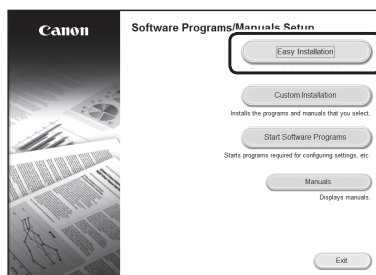 Canon
Software Programs/Manuals Setup
Easy Installation
Custom Installation
Installs the programs and manuals that you select.
Start Software Programs
Starts programs required for configuring settings, etc.
Manuals
Displays manuals.
Exit